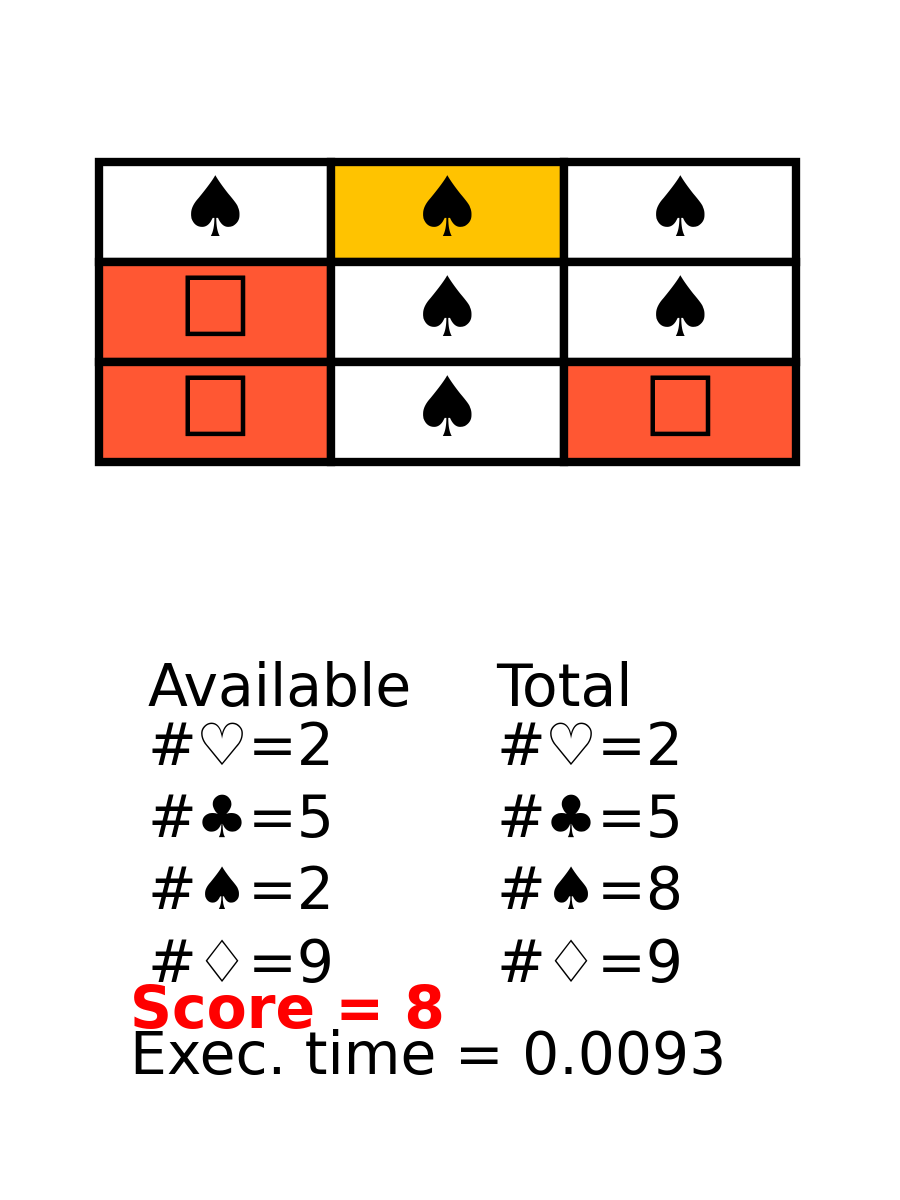 ♠ ♠ ♠
□ ♠ ♠
□ ♠ □
Available Total
#♡=2 #♡=2
#♣=5 #♣=5
#♠=2 #♠=8
#♢=9 #♢=9
Score = 8
Exec. time = 0.0093